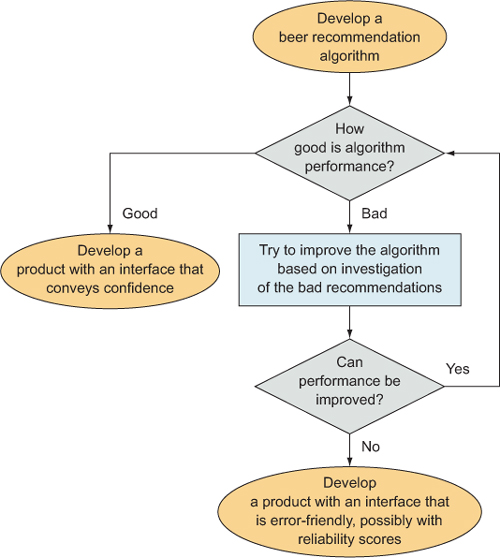 Develop a
beer recommendation
algorithm
How
good is algorithm
performance?
Good
Bad
Develop a
product with an interface that
conveys confidence
Try to improve the algorithm
based on investigation
of the bad recommendations
Can
performance be
improved?
Yes
No
Develop
a product with an interface that
is error-friendly, possibly with
reliability scores